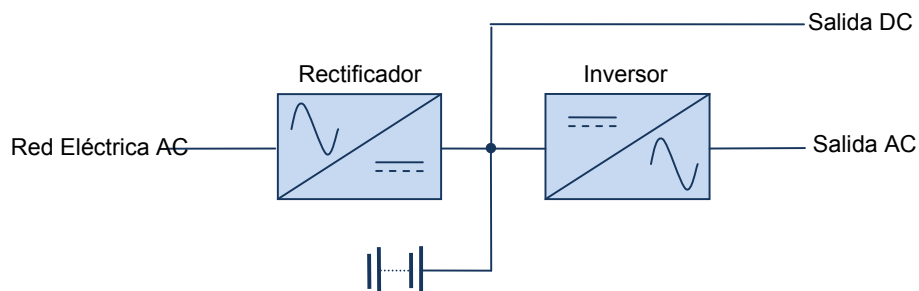 Salida DC
Rectificador
Inversor
Red Eléctrica AC
Salida AC